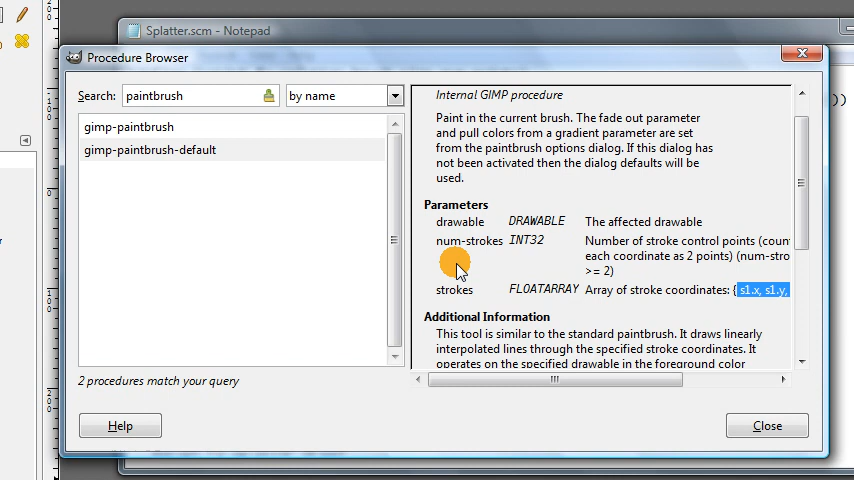 Splatter.scm - Notepad
Procedure Browser
Search: paintbrush by name
gimp-paintbrush
gimp-paintbrush-default
2 procedures match your query
Internal GIMP procedure
Paint in the current brush. The fade out parameter
and pull colors from a gradient parameter are set
from the paintbrush options dialog. If this dialog
has not been activated then the dialog defaults will be
used.
Parameters
drawable DRAWABLE The affected drawable
num-strokes INT32 Number of stroke control points (coun
each coordinate as 2 points) (num-stro
>= 2)
strokes FLOATARRAY Array of stroke coordinates: { s1.x, s1.y,
Additional Information
This tool is similar to the standard paintbrush. It draws linearly
interpolated lines through the specified stroke coordinates. It
operates on the specified drawable in the foreground color
Help
Close
))